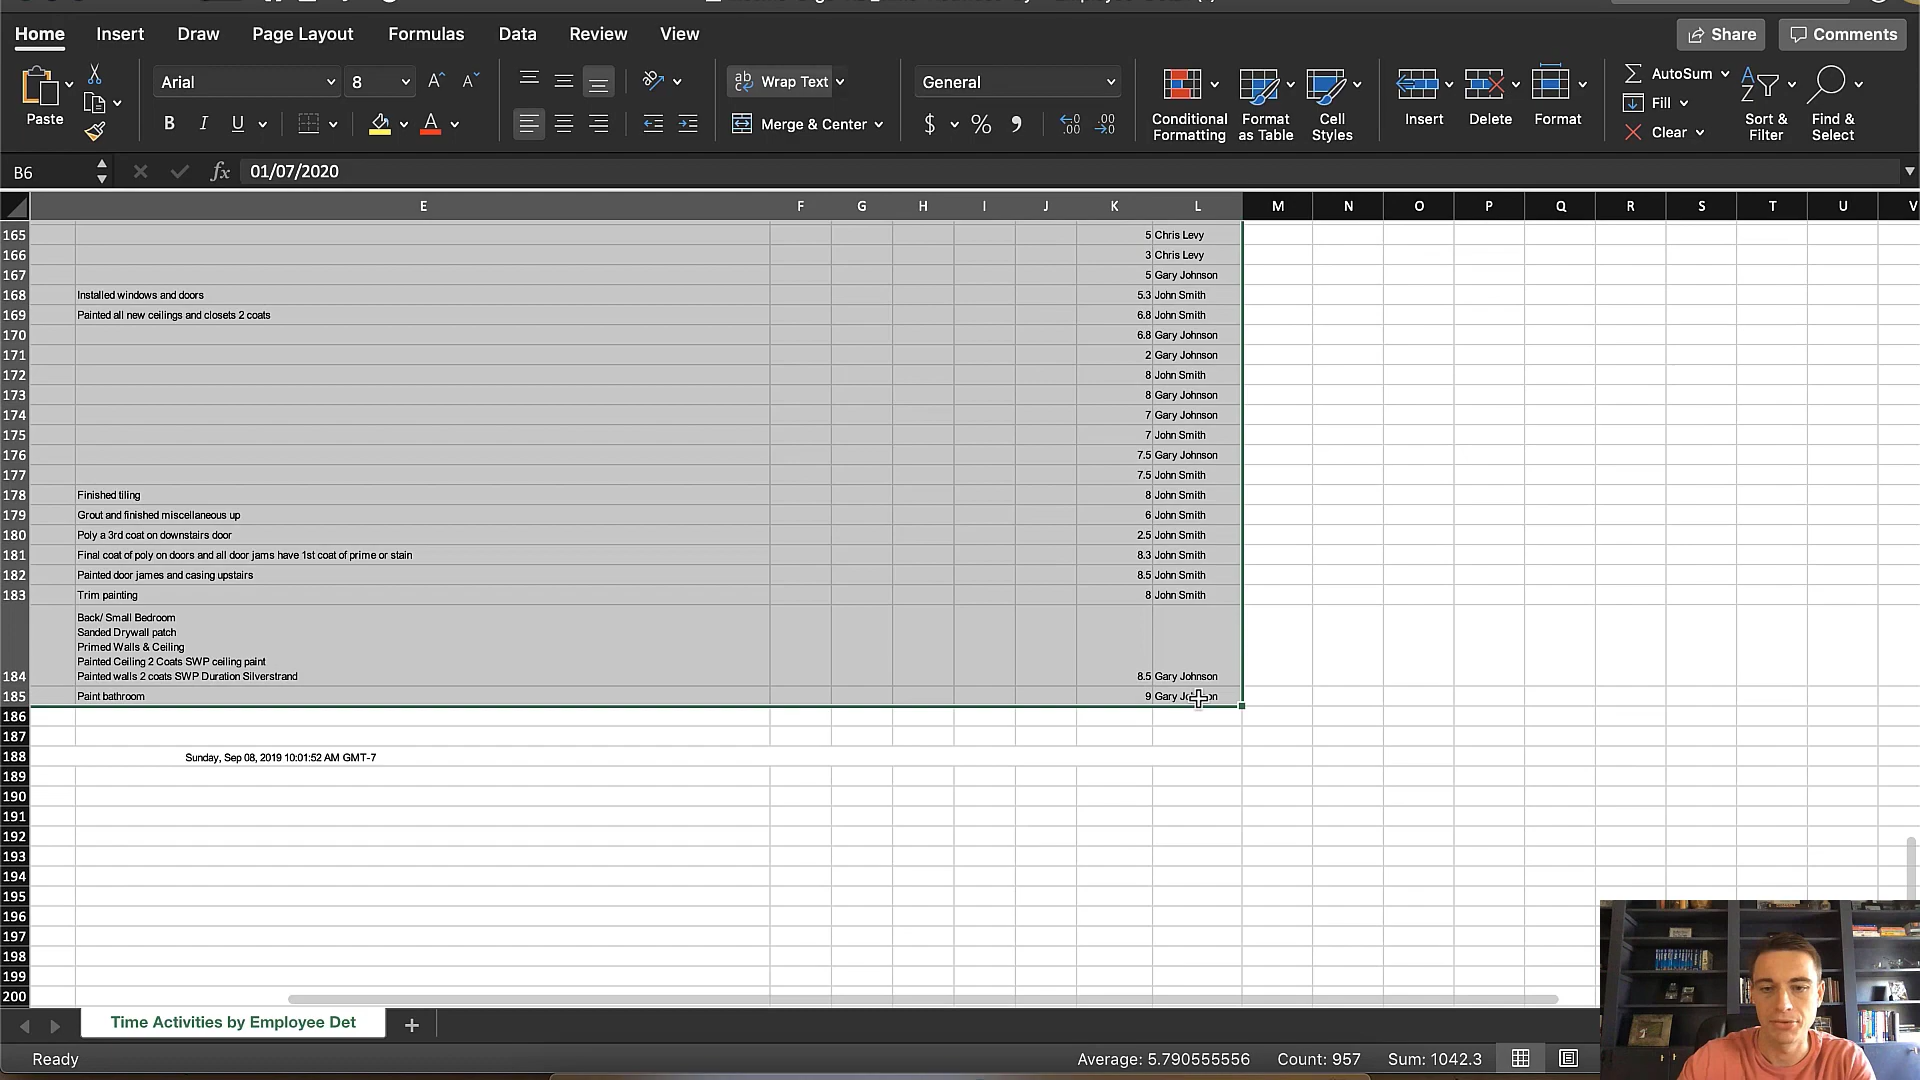 Home Insert Draw Page Layout Formulas Data Review View Share Comments
Paste Arial 8 A A B I U A ab Wrap Text Merge & Center General $ % Conditional Formatting Format as Table Cell Styles Insert Delete Format AutoSum Fill Clear Sort & Filter Find & Select
B6 fx 01/07/2020
E F G H I J K L M N O P Q R S T U V
165 5 Chris Levy
166 3 Chris Levy
167 5 Gary Johnson
168 Installed windows and doors 5.3 John Smith
169 Painted all new ceilings and closets 2 coats 6.8 John Smith
170 6.8 Gary Johnson
171 2 Gary Johnson
172 8 John Smith
173 8 Gary Johnson
174 7 Gary Johnson
175 7 John Smith
176 7.5 Gary Johnson
177 7.5 John Smith
178 Finished tiling 8 John Smith
179 Grout and finished miscellaneous up 6 John Smith
180 Poly a 3rd coat on downstairs door 2.5 John Smith
181 Final coat of poly on doors and all door jams have 1st coat of prime or stain 8.3 John Smith
182 Painted door james and casing upstairs 8.5 John Smith
183 Trim painting 8 John Smith
Back/ Small Bedroom
Sanded Drywall patch
Primed Walls & Ceiling
Painted Ceiling 2 Coats SWP ceiling paint
184 Painted walls 2 coats SWP Duration Silverstrand 8.5 Gary Johnson
185 Paint bathroom 9 Gary Johnson
186
187
188 Sunday, Sep 08, 2019 10:01:52 AM GMT-7
189
190
191
192
193
194
195
196
197
198
199
200
Time Activities by Employee Det
Ready Average: 5.790555556 Count: 957 Sum: 1042.3